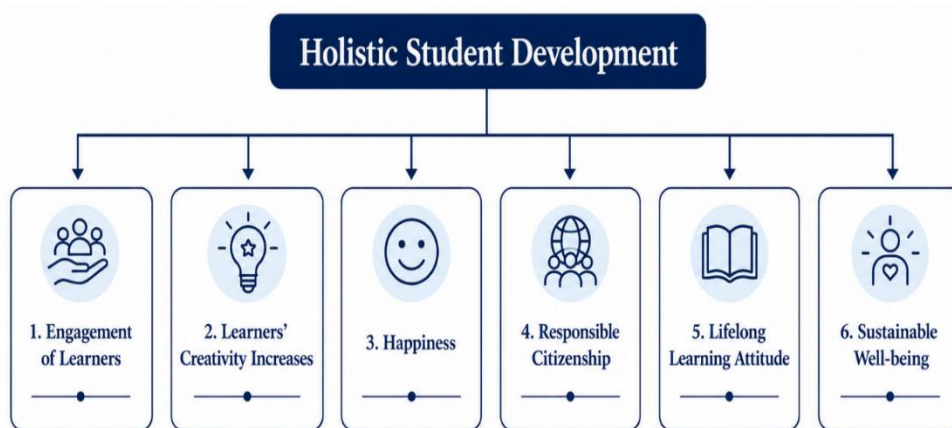 Holistic Student Development
1. Engagement
of Learners
2. Learners’
Creativity Increases
3. Happiness
4. Responsible
Citizenship
5. Lifelong
Learning Attitude
6. Sustainable
Well-being